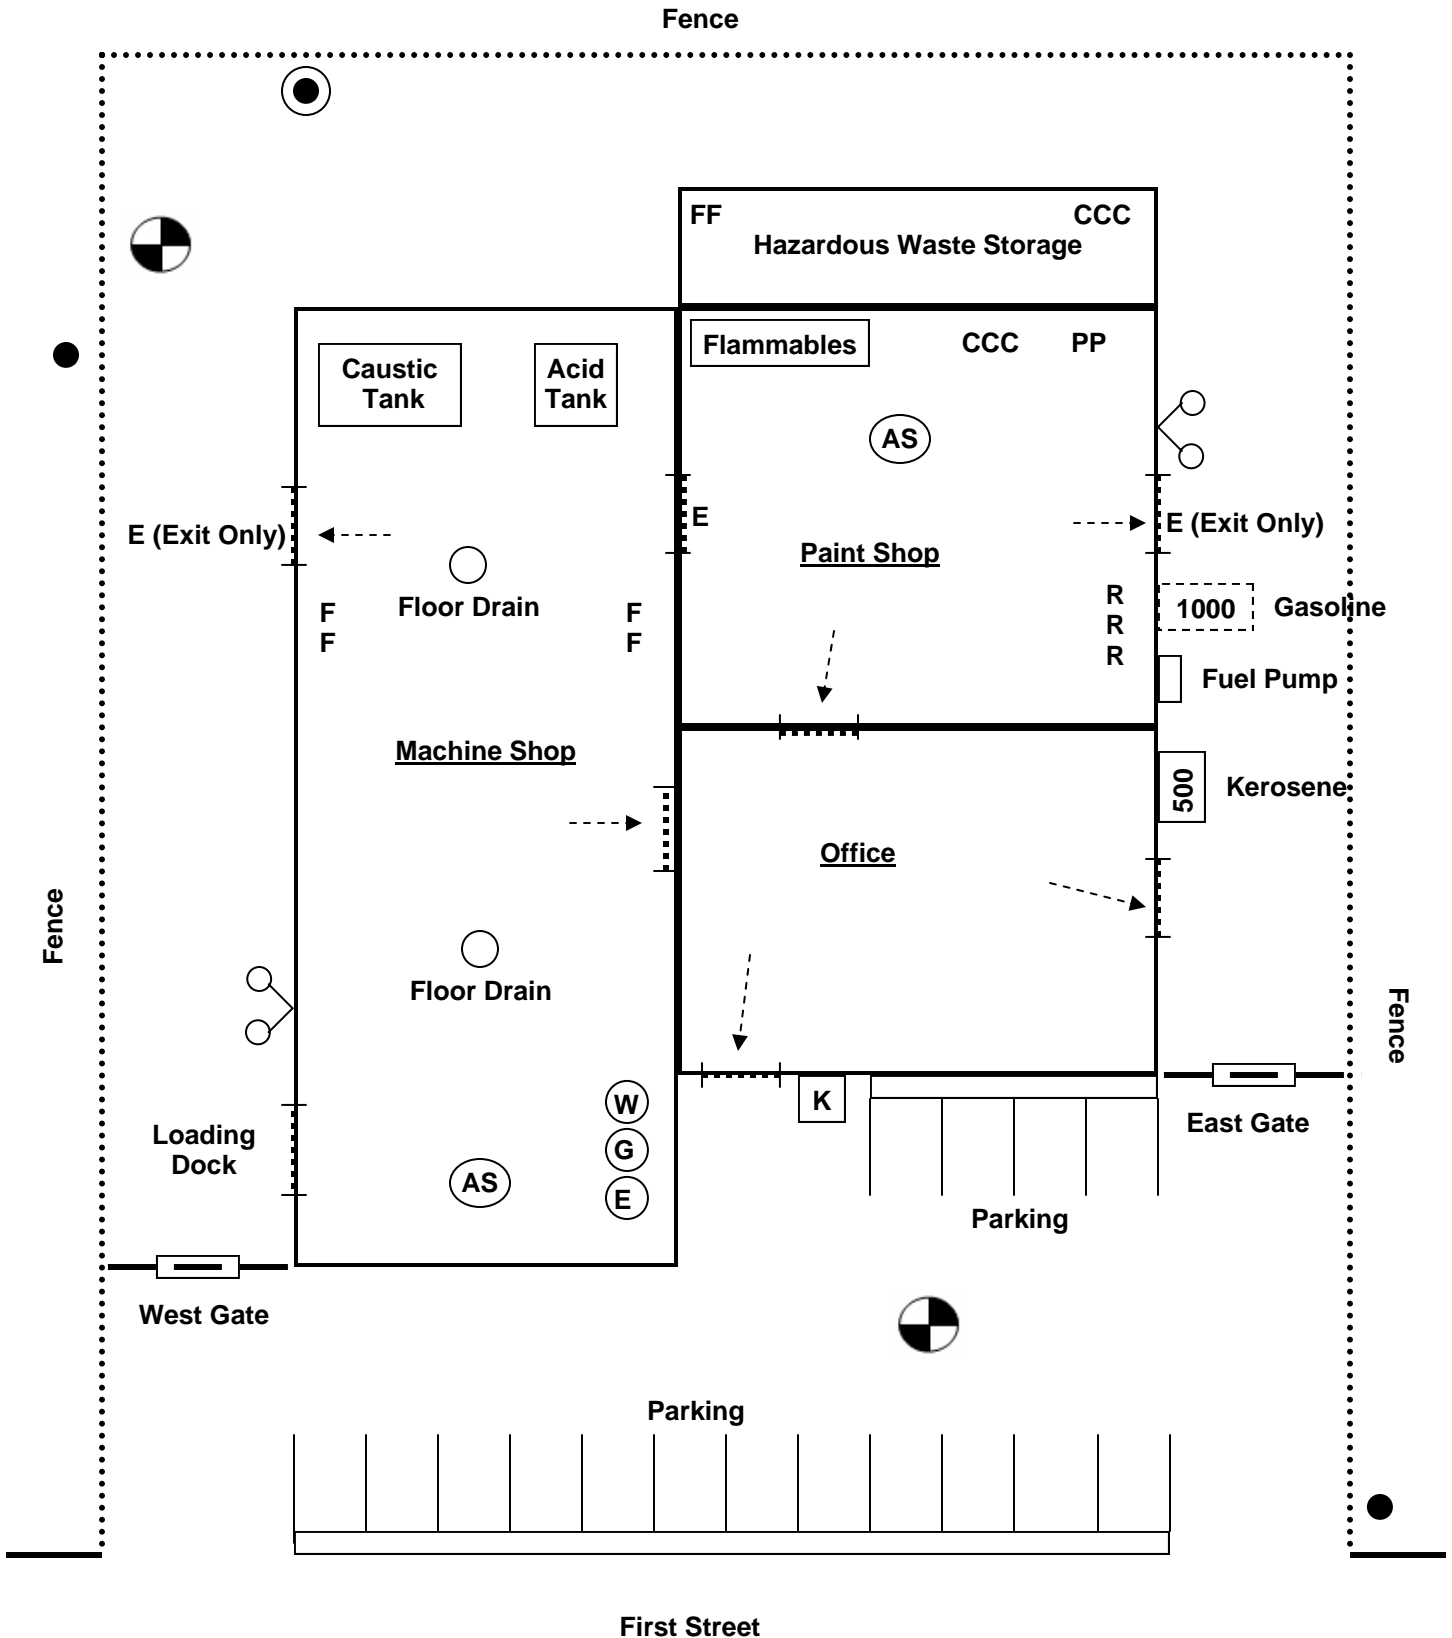 Fence
FF
CCC
Hazardous Waste Storage
Flammables
CCC
PP
Caustic
Tank
Acid
Tank
AS
E (Exit Only)
E
E (Exit Only)
Paint Shop
Floor Drain
F
F
F
F
R
R
R
1000
Gasoline
Fuel Pump
Machine Shop
500
Kerosene
Office
Fence
Floor Drain
Fence
W
K
G
E
AS
Loading
Dock
East Gate
Parking
West Gate
Parking
First Street